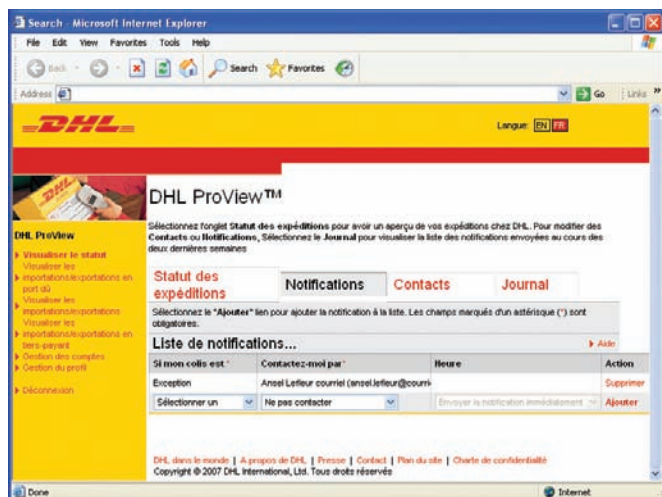 Search - Microsoft Internet Explorer
File Edit View Favorites Tools Help
Back Search Favorites
Address Go Links
DHL
Langue: EN FR
DHL
DHL ProView™
Sélectionnez l'onglet Statut des expéditions pour avoir un aperçu de vos expéditions chez DHL. Pour modifier des
Contacts ou Notifications, Sélectionnez le Journal pour visualiser la liste des notifications envoyées au cours des
deux dernières semaines
DHL ProView
Visualiser le statut
Visualiser les
importations/exportations en
port dû
Visualiser les
importations/exportations
Visualiser les
importations/exportations en
tiers-payant
Gestion des comptes
Gestion du profil
Déconnexion
Statut des
expéditions
Notifications Contacts Journal
Sélectionnez le "Ajouter" lien pour ajouter la notification à la liste. Les champs marqués d'un astérisque (*) sont
obligatoires.
Liste de notifications... Aide
Si mon colis est * Contactez-moi par * Heure Action
Exception Ansel Lefleur courriel (ansel.lefleur@courri Supprimer
Sélectionner un Ne pas contacter Envoyer la notification immédiatement Ajouter
DHL dans le monde | A propos de DHL | Presse | Contact | Plan du site | Charte de confidentialité
Copyright © 2007 DHL International, Ltd. Tous droits réservés
Done Internet